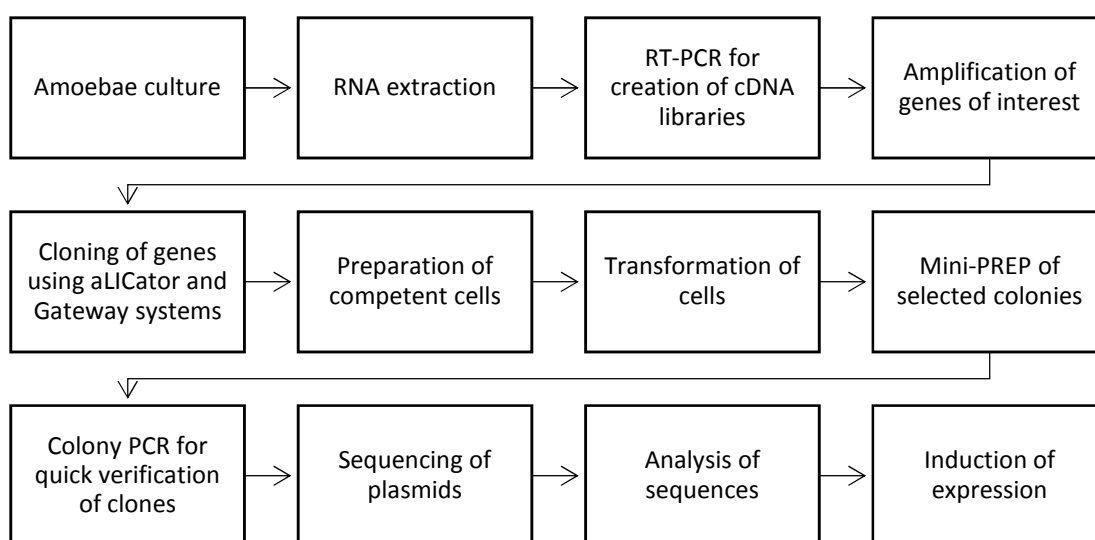 Amoebae culture
RNA extraction
RT-PCR for
creation of cDNA
libraries
Amplification of
genes of interest
Cloning of genes
using aLICator and
Gateway systems
Preparation of
competent cells
Transformation of
cells
Mini-PREP of
selected colonies
Colony PCR for
quick verification
of clones
Sequencing of
plasmids
Analysis of
sequences
Induction of
expression